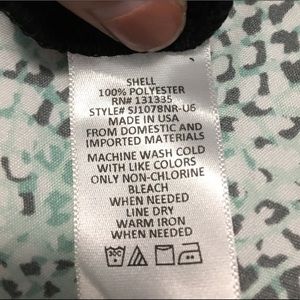 SHELL
100% POLYESTER
RN# 131335
STYLE# SJ1078NR-U6
MADE IN USA
FROM DOMESTIC AND
IMPORTED MATERIALS
MACHINE WASH COLD
WITH LIKE COLORS
ONLY NON-CHLORINE
BLEACH
WHEN NEEDED
LINE DRY
WARM IRON
WHEN NEEDED